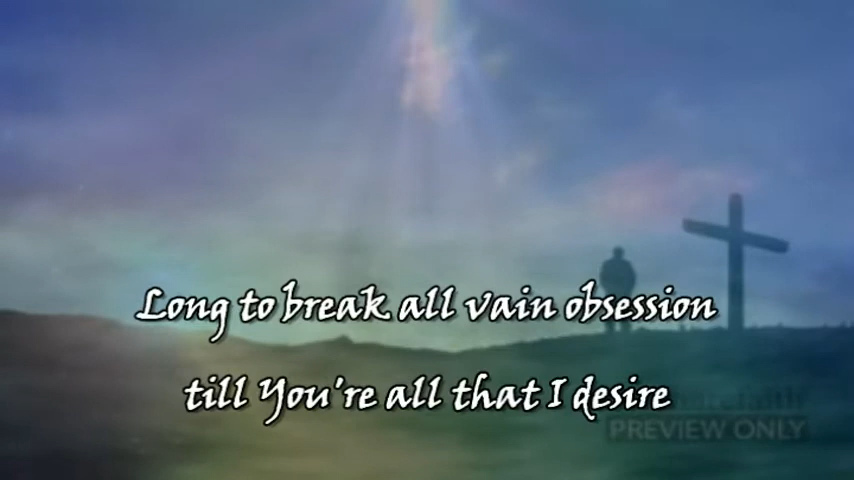 Long to break all vain obsession
till You're all that I desire
PREVIEW ONLY